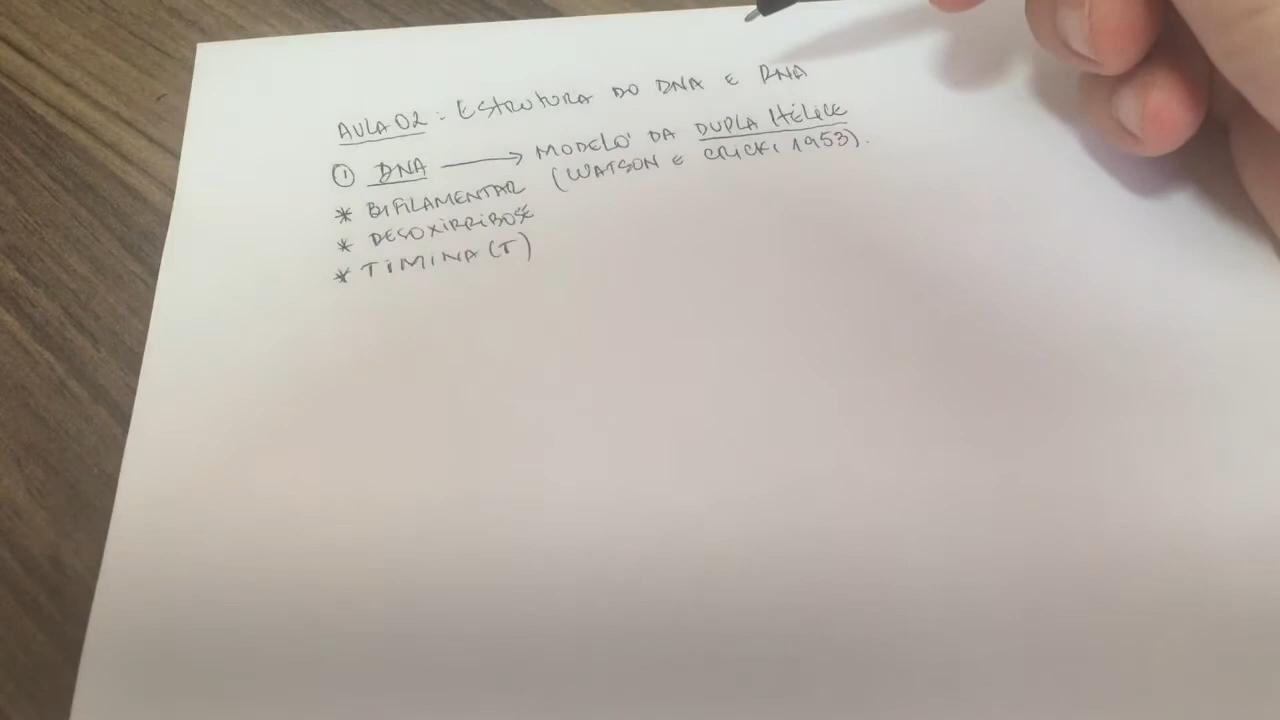 AULA 02: ESTRUTURA DO DNA E RNA
① DNA → MODELO DA DUPLA HÉLICE
(WATSON E CRICK, 1953).
* BIFILAMENTAR
* DESOXIRRIBOSE
* TIMINA (T)